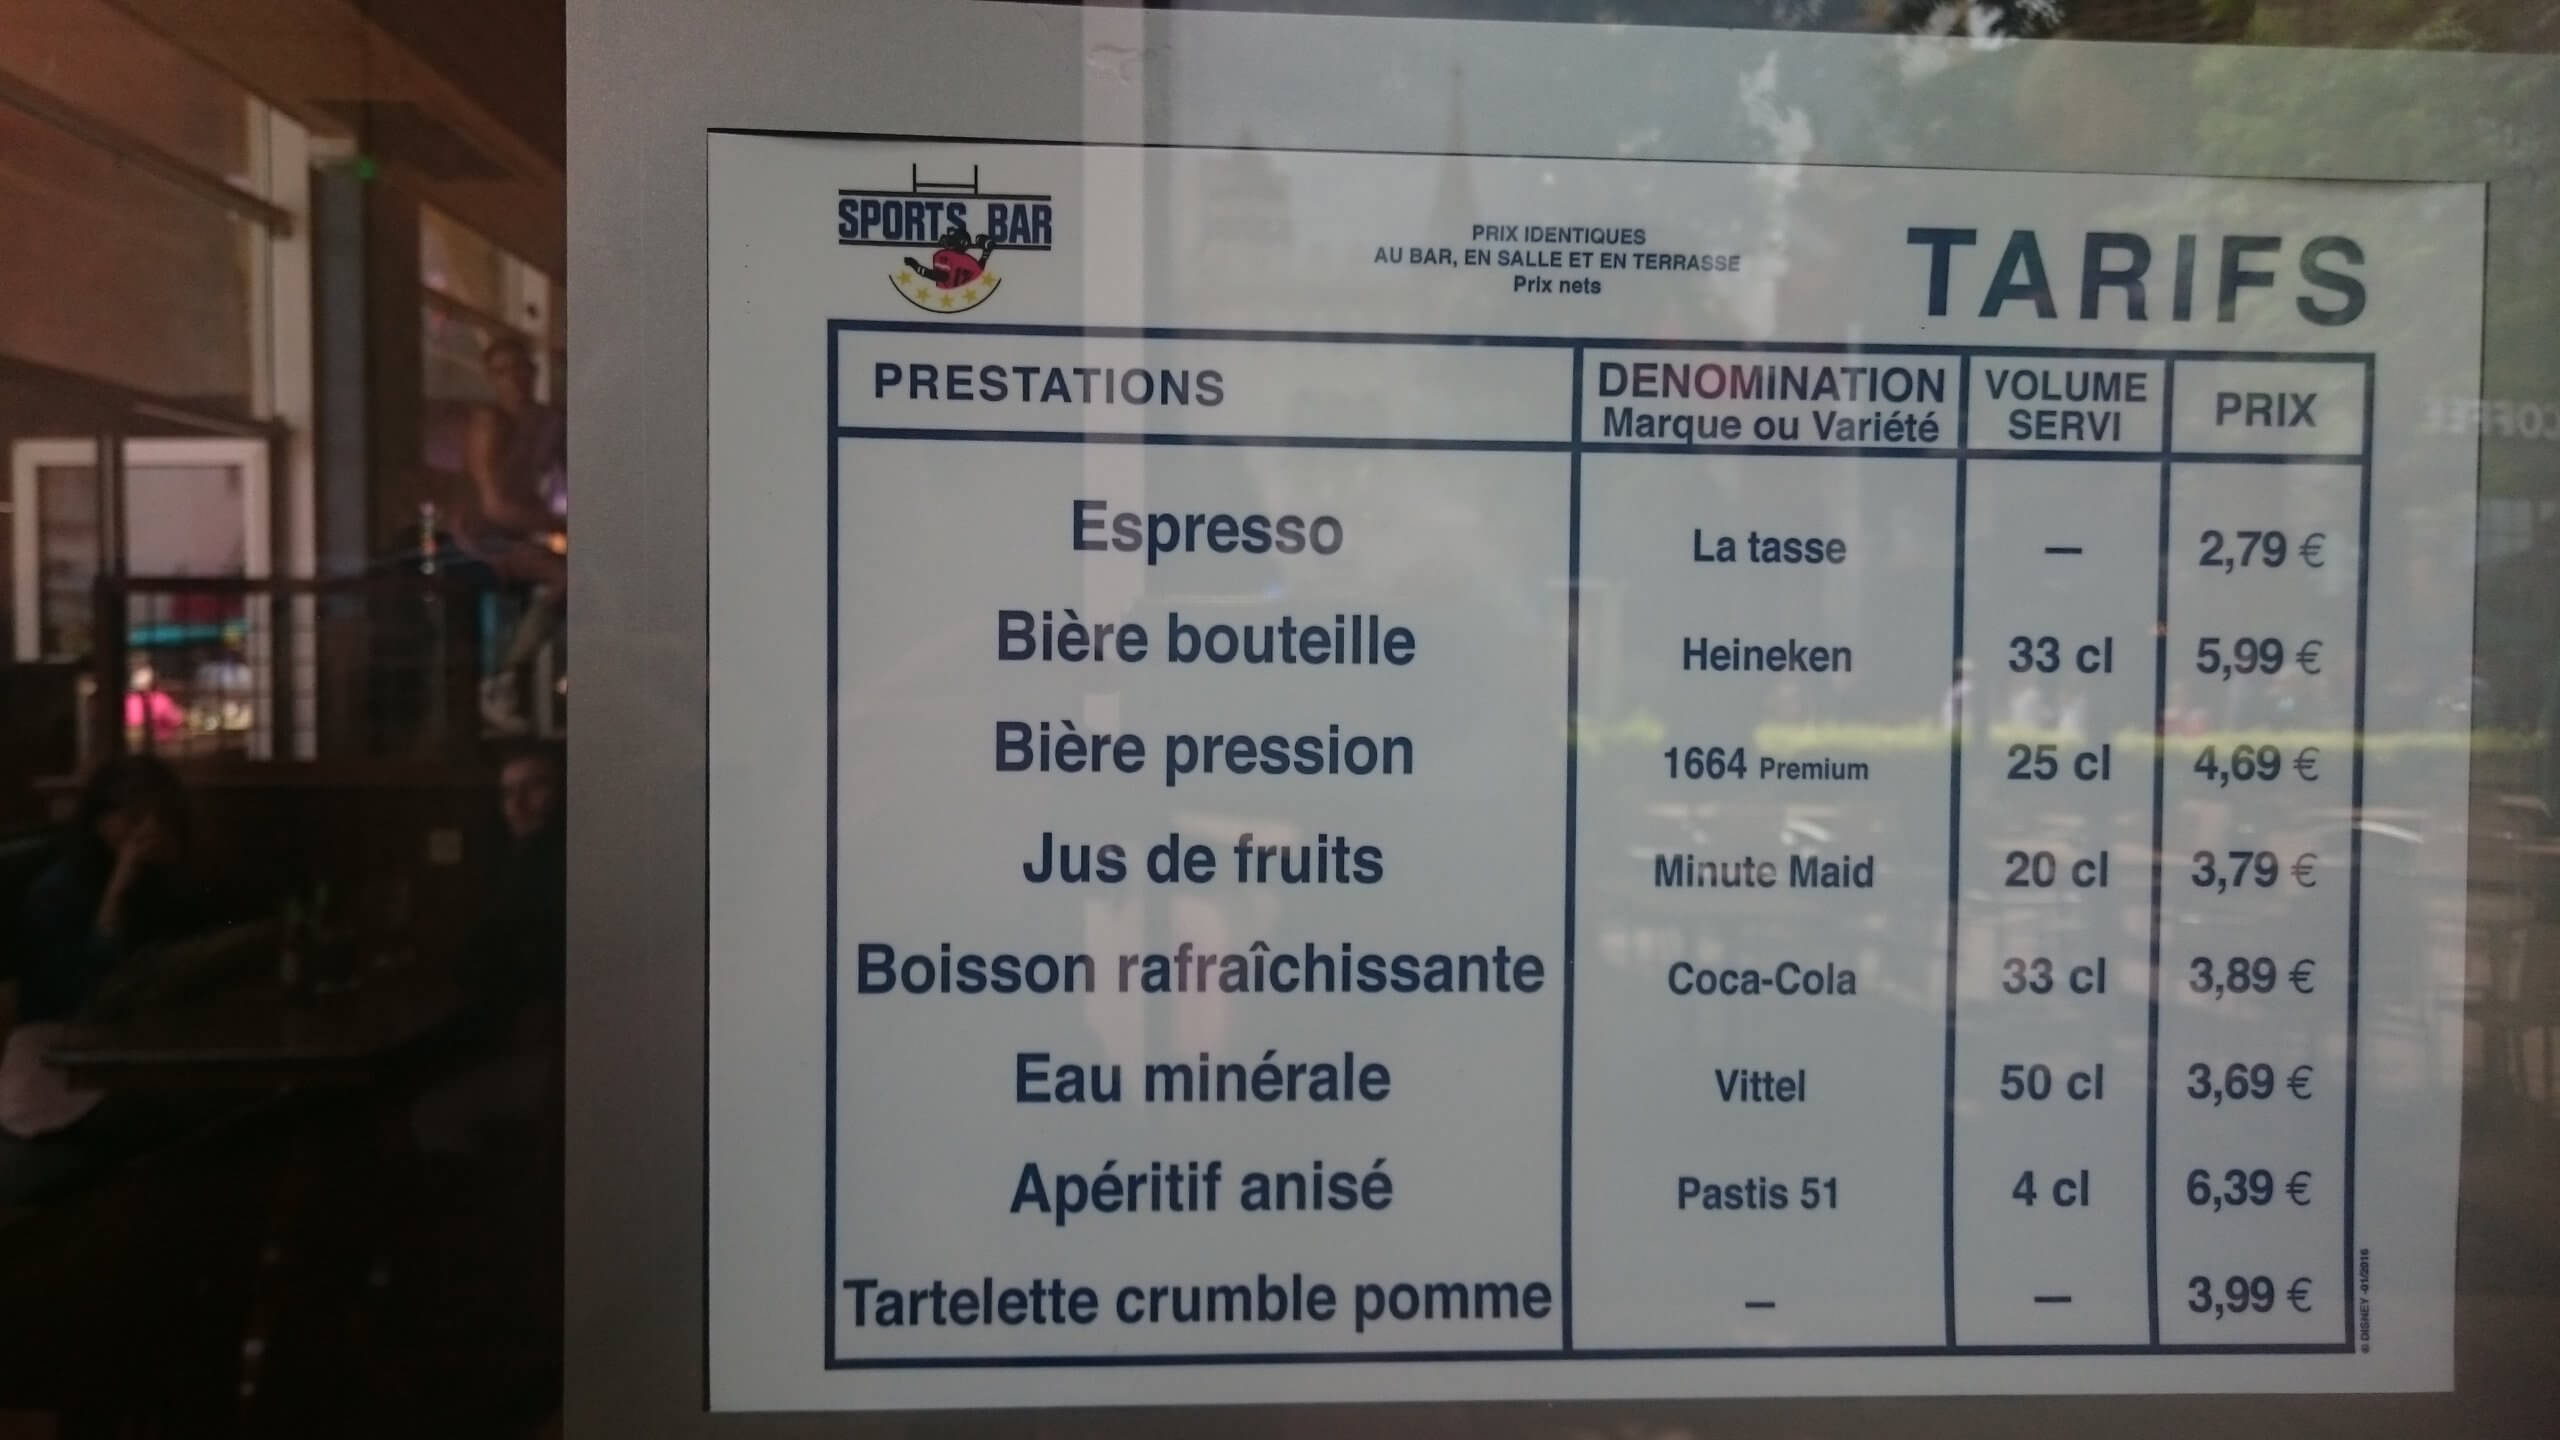 SPORTS BAR
PRIX IDENTIQUES
AU BAR, EN SALLE ET EN TERRASSE
Prix nets
TARIFS
PRESTATIONS DENOMINATION Marque ou Variété VOLUME SERVI PRIX
Espresso La tasse — 2,79 €
Bière bouteille Heineken 33 cl 5,99 €
Bière pression 1664 Premium 25 cl 4,69 €
Jus de fruits Minute Maid 20 cl 3,79 €
Boisson rafraîchissante Coca-Cola 33 cl 3,89 €
Eau minérale Vittel 50 cl 3,69 €
Apéritif anisé Pastis 51 4 cl 6,39 €
Tartelette crumble pomme — — 3,99 €
© DISNEY -01/2016
COFFEE